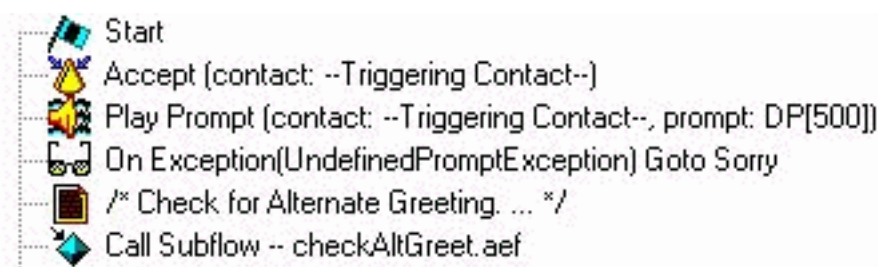 Start
Accept (contact: --Triggering Contact--)
Play Prompt (contact: --Triggering Contact--, prompt: DP[500])
On Exception(UndefinedPromptException) Goto Sorry
/* Check for Alternate Greeting. ... */
Call Subflow -- checkAltGreet.aef